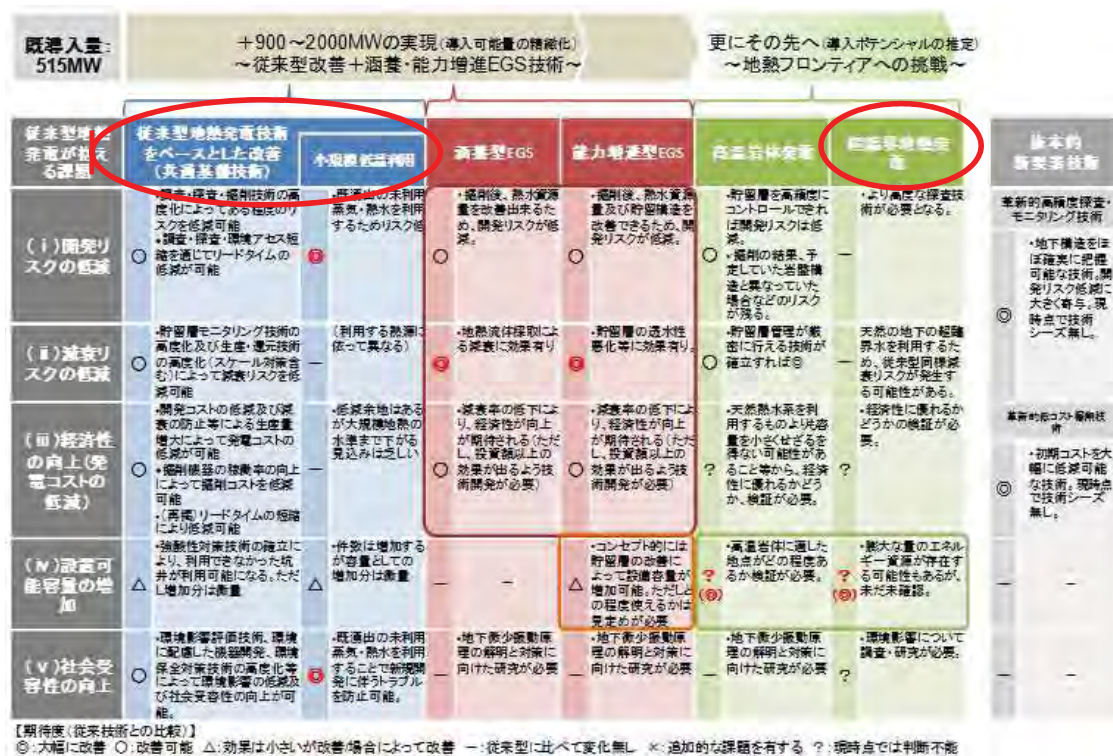 既導入量:
515MW
+900~2000MWの実現(導入可能量の精緻化)
~従来型改善+涵養・能力増進EGS技術~
更にその先へ(導入ポテンシャルの推定)
~地熱フロンティアへの挑戦~
従来型地熱
発電が抱え
る課題
従来型地熱発電技術
をベースとした改善
(共通基盤技術)
小規模低温利用
涵養型EGS
能力増進型EGS
高温岩体発電
抜本的
新要素技術
(ⅰ)開発リ
スクの低減
○
・調査・探査・掘削技術の高
度化によってある程度のリ
スクを低減可能
・調査・探査・環境アセス短
縮を通じてリードタイムの
低減が可能
◎
・既湧出の未利用
蒸気・熱水を利用
するためリスク低
○
・掘削後、熱水資源
量を改善出来るた
め、開発リスクが低
減。
○
・掘削後、熱水資源
量及び貯留構造を
改善できるため、開
発リスクが低減。
○
・貯留層を高精度に
コントロールできれ
ば開発リスクは低
減。
・掘削の結果、予
定していた岩盤構
造と異なっていた
場合などのリスク
が残る。
－
・より高度な探査技
術が必要となる。
革新的高精度探査・
モニタリング技術
◎
・地下構造をほ
ぼ確実に把握
可能な技術。開
発リスク低減に
大きく寄与。現
時点で技術
シーズ無し。
(ⅱ)減衰リ
スクの低減
○
・貯留層モニタリング技術の
高度化及び生産・還元技術
の高度化(スケール対策含
む)によって減衰リスクを低
減可能
－
(利用する熱源に
依って異なる)
◎
・地熱流体採取によ
る減衰に効果有り
◎
・貯留層の透水性
悪化等に効果有り。
○
・貯留層管理が厳
密に行える技術が
確立すれば◎
－
天然の地下の超臨
界水を利用するた
め、従来型同様減
衰リスクが発生す
る可能性がある。
(ⅲ)経済性
の向上(発
電コストの
低減)
○
・開発コストの低減及び減
衰の防止等による生産量
増大によって発電コストの
低減が可能
・掘削機器の稼働率の向上
によって掘削コストを低減
可能
・(再掲)リードタイムの短縮
により低減可能
－
・低減余地はある
が大規模地熱の
水準まで下がる
見込みは乏しい
○
・減衰率の低下によ
り、経済性が向上
が期待される(ただ
し、投資額以上の
効果が出るよう技
術開発が必要)
○
・減衰率の低下によ
り、経済性が向上
が期待される(ただ
し、投資額以上の
効果が出るよう技
術開発が必要)
?
・天然熱水系を利
用するものより光容
量を小さくせざるを
得ない可能性があ
ること等から、経済
性に優れるかどう
か、検証が必要。
?
・経済性に優れるか
どうかの検証が必
要。
革新的低コスト掘削技
術
◎
・初期コストを大
幅に低減可能
な技術。現時点
で技術シーズ
無し。
(ⅳ)設置可
能容量の増
加
△
・強酸性対策技術の確立に
より、利用できなかった坑
井が利用可能になる。ただ
し増加分は微量
△
・件数は増加する
が容量としての
増加分は微量
－
－
△
・コンセプト的には
貯留層の改善に
よって設備容量が
増加可能。ただしど
の程度使えるかは
見定めが必要
?
(◎)
・高温岩体に適した
地点がどの程度あ
るか検証が必要。
?
(◎)
・膨大な量のエネル
ギー資源が存在す
る可能性もあるが、
未だ未確認。
－
－
(ⅴ)社会受
容性の向上
○
・環境影響評価技術、環境
に配慮した機器開発、環境
保全対策技術の高度化等
によって環境影響の低減及
び社会受容性の向上が可
能。
◎
・既湧出の未利用
蒸気・熱水を利用
することで新規開
発に伴うトラブル
を防止可能。
－
・地下微少振動原
理の解明と対策に
向けた研究が必要
－
・地下微少振動原
理の解明と対策に
向けた研究が必要
－
・地下微少振動原
理の解明と対策に
向けた研究が必要
?
・環境影響について
調査・研究が必要。
－
－
【期待度(従来技術との比較)】
◎:大幅に改善 ○:改善可能 △:効果は小さいが改善/場合によって改善 －:従来型に比べて変化無し ×:追加的な課題を有する ?:現時点では判断不能